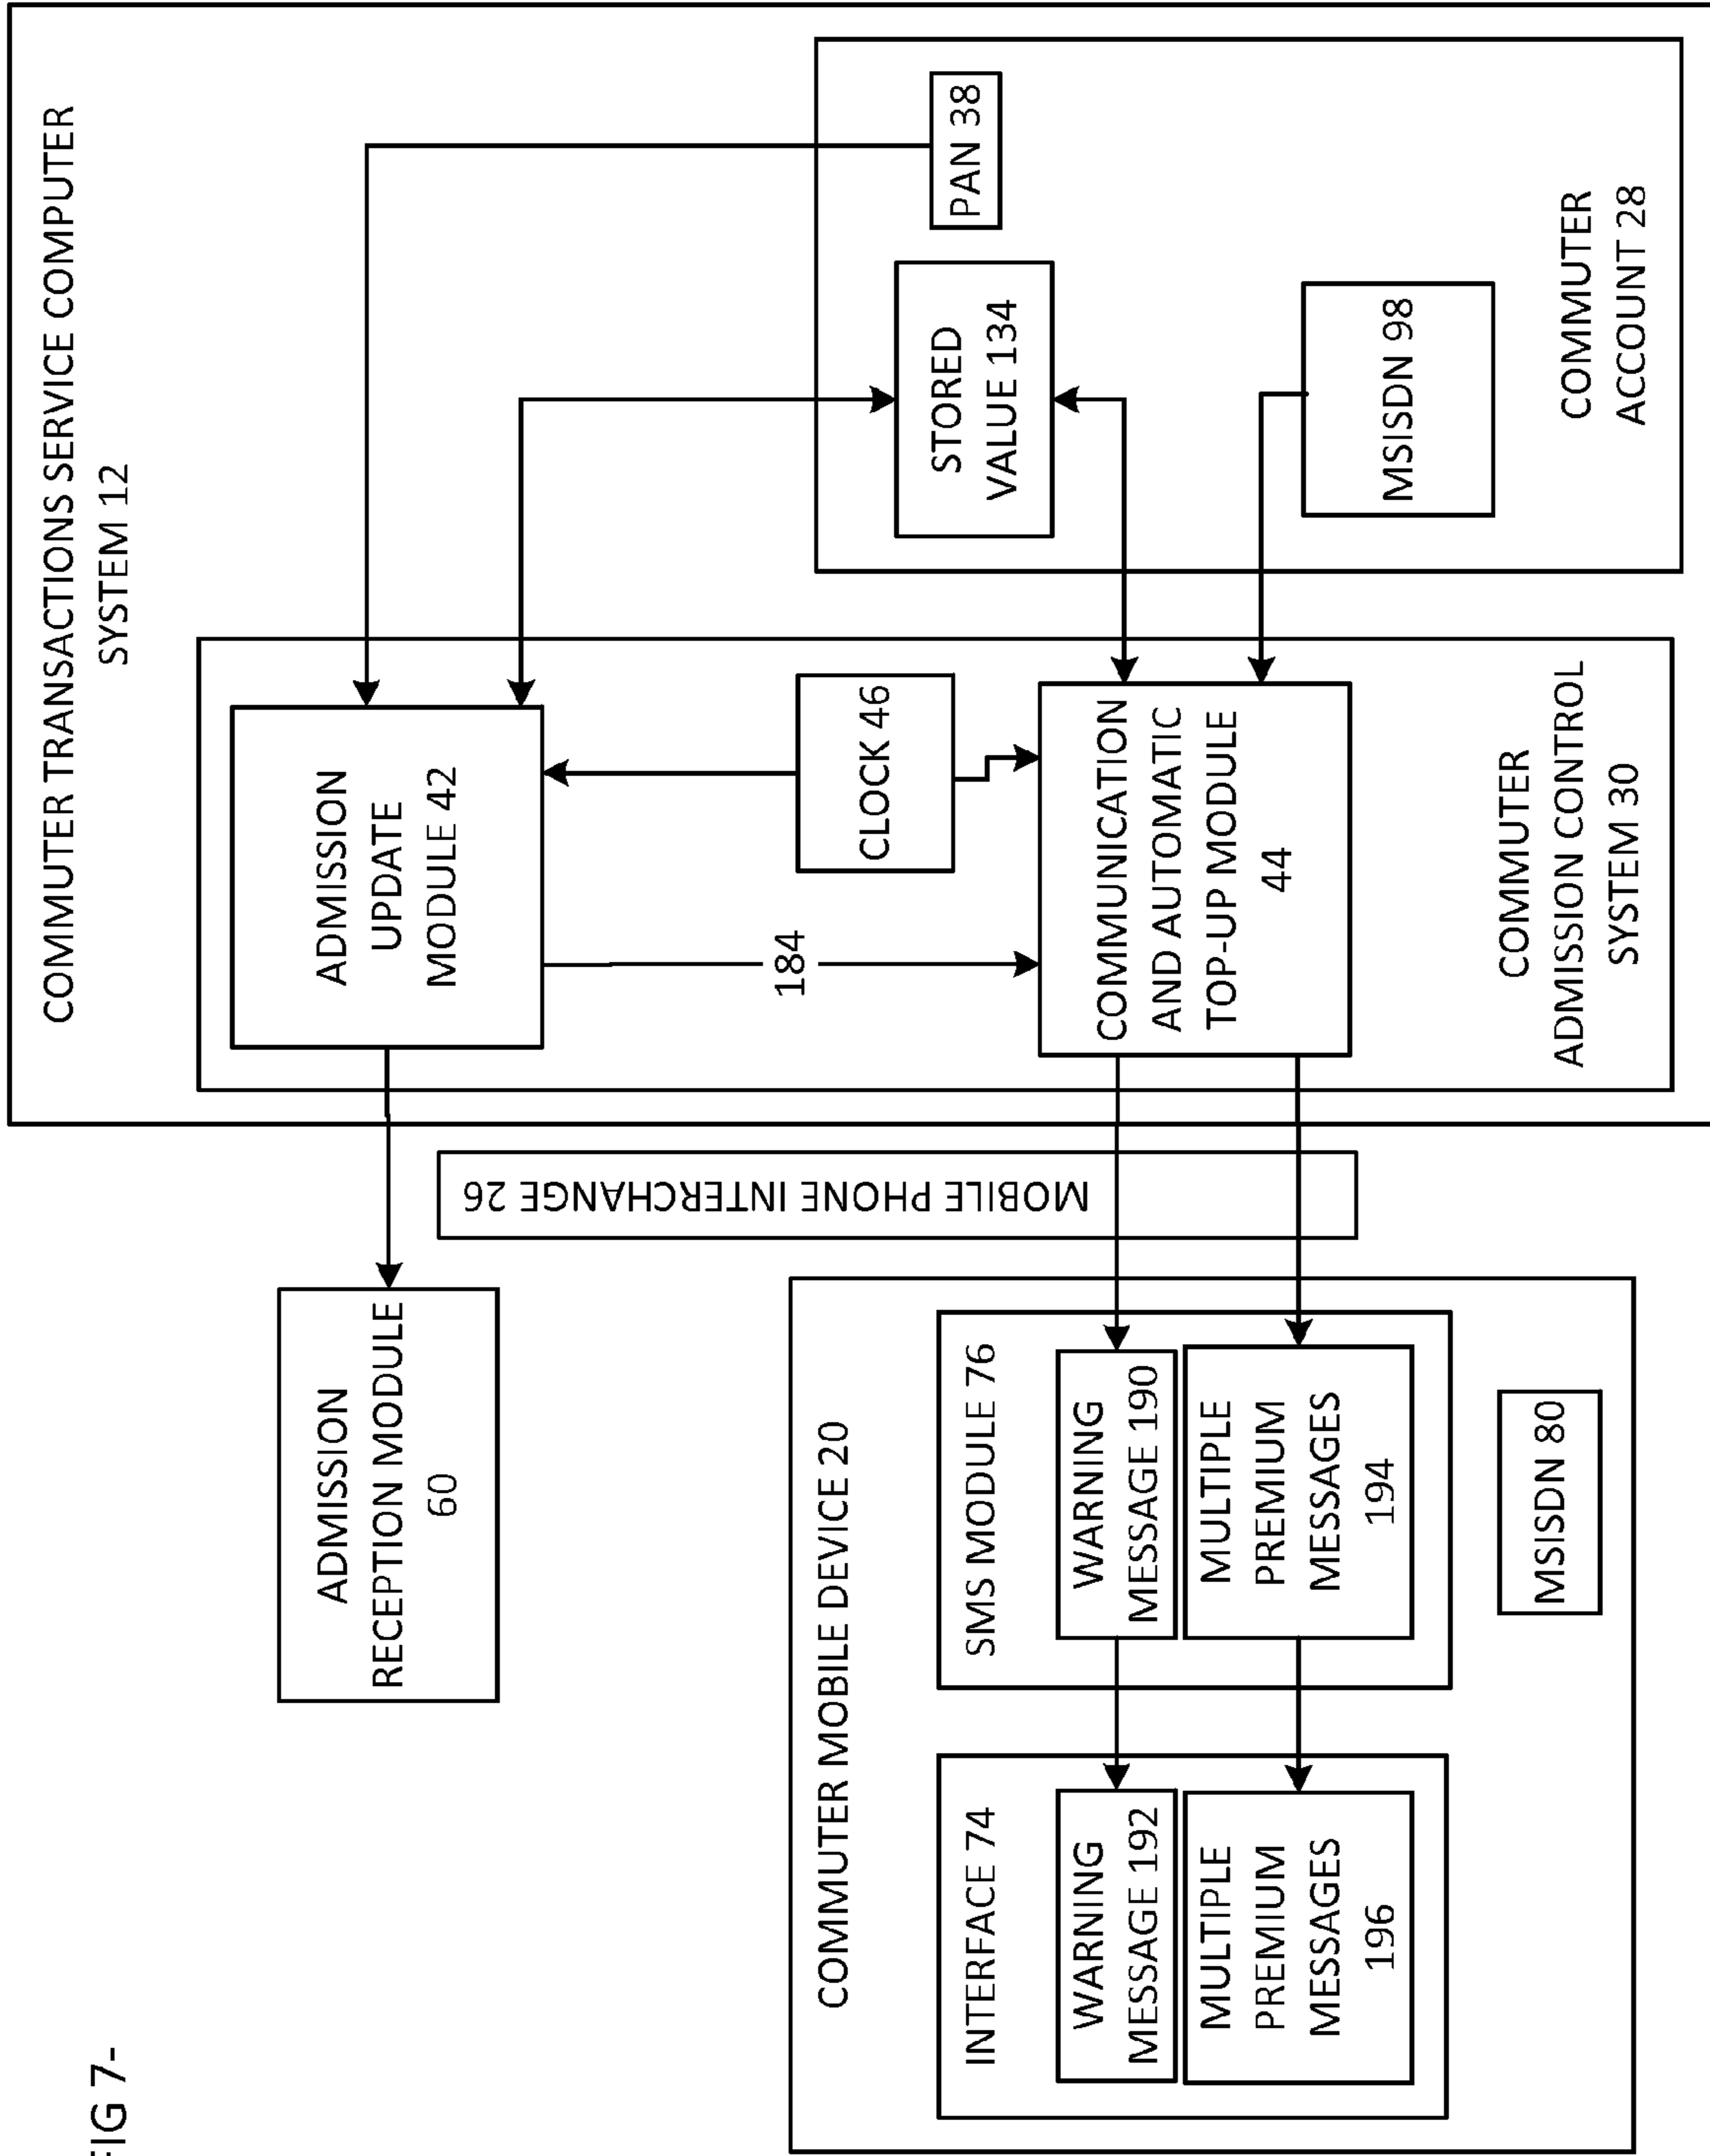 FIG 7-
COMMUTER TRANSACTIONS SERVICE COMPUTER
SYSTEM 12
ADMISSION
RECEPTION MODULE
60
ADMISSION
UPDATE
MODULE 42
PAN 38
STORED
VALUE 134
184
CLOCK 46
MOBILE PHONE INTERCHANGE 26
COMMUNICATION
AND AUTOMATIC
TOP-UP MODULE
44
MSISDN 98
COMMUTER
ADMISSION CONTROL
SYSTEM 30
COMMUTER
ACCOUNT 28
COMMUTER MOBILE DEVICE 20
INTERFACE 74
WARNING
MESSAGE 192
MULTIPLE
PREMIUM
MESSAGES
196
SMS MODULE 76
WARNING
MESSAGE 190
MULTIPLE
PREMIUM
MESSAGES
194
MSISDN 80